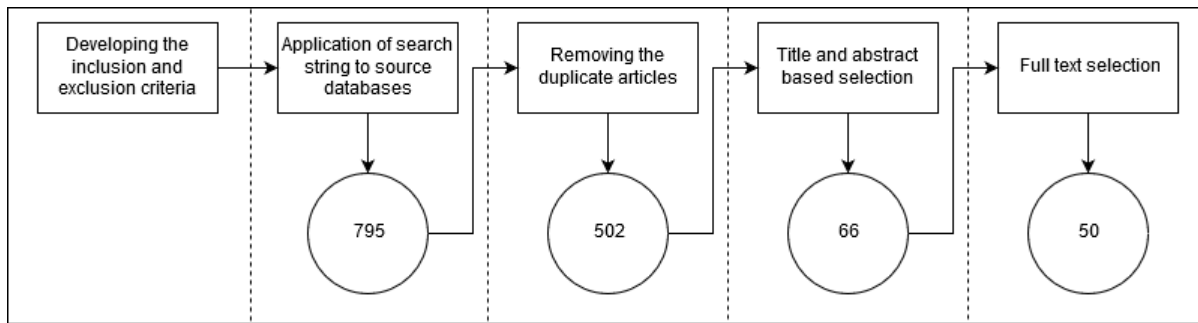 Developing the
inclusion and
exclusion criteria
Application of search
string to source
databases
Removing the
duplicate articles
Title and abstract
based selection
Full text selection
795
502
66
50